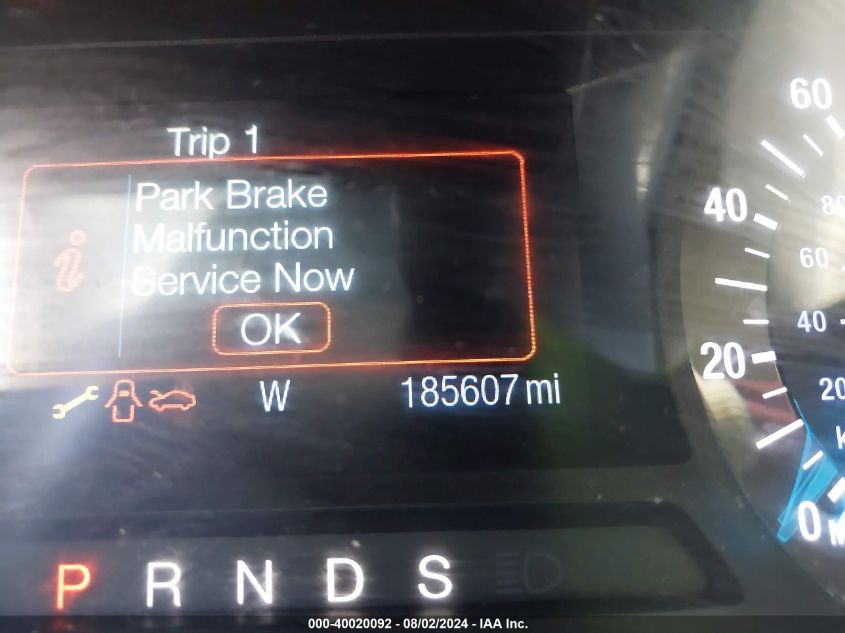 Trip 1
Park Brake
Malfunction
Service Now
OK
W 185607 mi
P R N D S
60
40
20
0
60
40
20
000-40020092 - 08/02/2024 - IAA Inc.